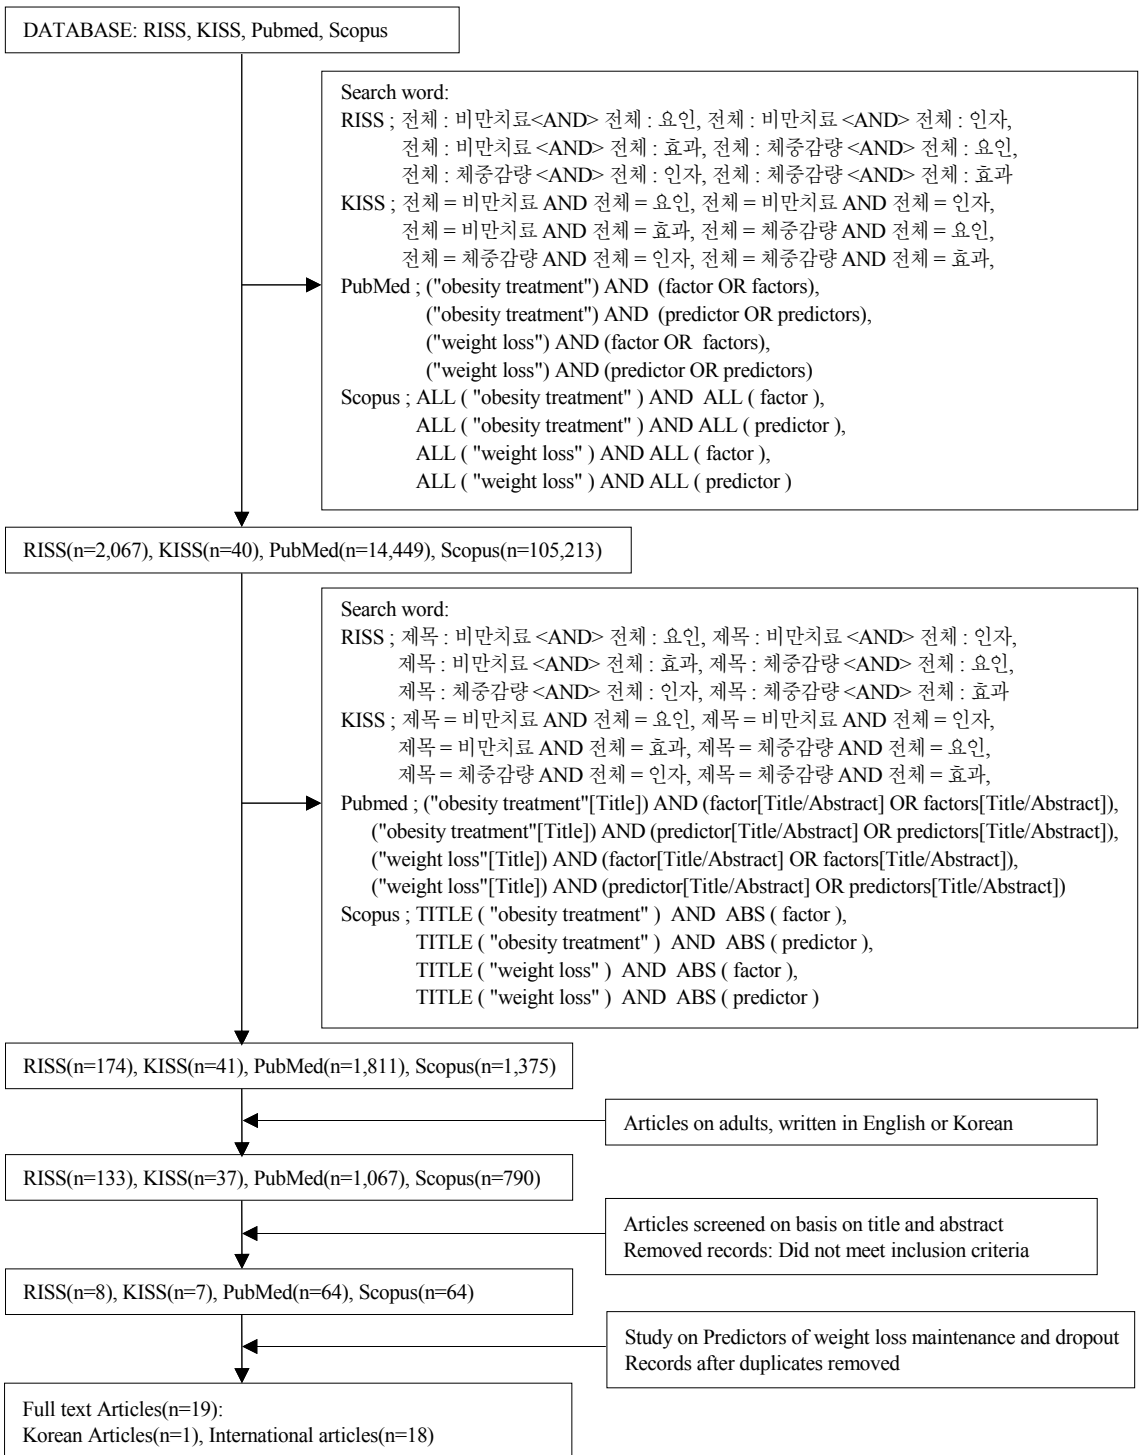 DATABASE: RISS, KISS, Pubmed, Scopus
Search word:
RISS ; 전체 : 비만치료<AND> 전체 : 요인, 전체 : 비만치료 <AND> 전체 : 인자,
전체 : 비만치료 <AND> 전체 : 효과, 전체 : 체중감량 <AND> 전체 : 요인,
전체 : 체중감량 <AND> 전체 : 인자, 전체 : 체중감량 <AND> 전체 : 효과
KISS ; 전체 = 비만치료 AND 전체 = 요인, 전체 = 비만치료 AND 전체 = 인자,
전체 = 비만치료 AND 전체 = 효과, 전체 = 체중감량 AND 전체 = 요인,
전체 = 체중감량 AND 전체 = 인자, 전체 = 체중감량 AND 전체 = 효과,
PubMed ; ("obesity treatment") AND (factor OR factors),
("obesity treatment") AND (predictor OR predictors),
("weight loss") AND (factor OR factors),
("weight loss") AND (predictor OR predictors)
Scopus ; ALL ( "obesity treatment" ) AND ALL ( factor ),
ALL ( "obesity treatment" ) AND ALL ( predictor ),
ALL ( "weight loss" ) AND ALL ( factor ),
ALL ( "weight loss" ) AND ALL ( predictor )
RISS(n=2,067), KISS(n=40), PubMed(n=14,449), Scopus(n=105,213)
Search word:
RISS ; 제목 : 비만치료 <AND> 전체 : 요인, 제목 : 비만치료 <AND> 전체 : 인자,
제목 : 비만치료 <AND> 전체 : 효과, 제목 : 체중감량 <AND> 전체 : 요인,
제목 : 체중감량 <AND> 전체 : 인자, 제목 : 체중감량 <AND> 전체 : 효과
KISS ; 제목 = 비만치료 AND 전체 = 요인, 제목 = 비만치료 AND 전체 = 인자,
제목 = 비만치료 AND 전체 = 효과, 제목 = 체중감량 AND 전체 = 요인,
제목 = 체중감량 AND 전체 = 인자, 제목 = 체중감량 AND 전체 = 효과,
Pubmed ; ("obesity treatment"[Title]) AND (factor[Title/Abstract] OR factors[Title/Abstract]),
("obesity treatment"[Title]) AND (predictor[Title/Abstract] OR predictors[Title/Abstract]),
("weight loss"[Title]) AND (factor[Title/Abstract] OR factors[Title/Abstract]),
("weight loss"[Title]) AND (predictor[Title/Abstract] OR predictors[Title/Abstract])
Scopus ; TITLE ( "obesity treatment" ) AND ABS ( factor ),
TITLE ( "obesity treatment" ) AND ABS ( predictor ),
TITLE ( "weight loss" ) AND ABS ( factor ),
TITLE ( "weight loss" ) AND ABS ( predictor )
RISS(n=174), KISS(n=41), PubMed(n=1,811), Scopus(n=1,375)
Articles on adults, written in English or Korean
RISS(n=133), KISS(n=37), PubMed(n=1,067), Scopus(n=790)
Articles screened on basis on title and abstract
Removed records: Did not meet inclusion criteria
RISS(n=8), KISS(n=7), PubMed(n=64), Scopus(n=64)
Study on Predictors of weight loss maintenance and dropout
Records after duplicates removed
Full text Articles(n=19):
Korean Articles(n=1), International articles(n=18)